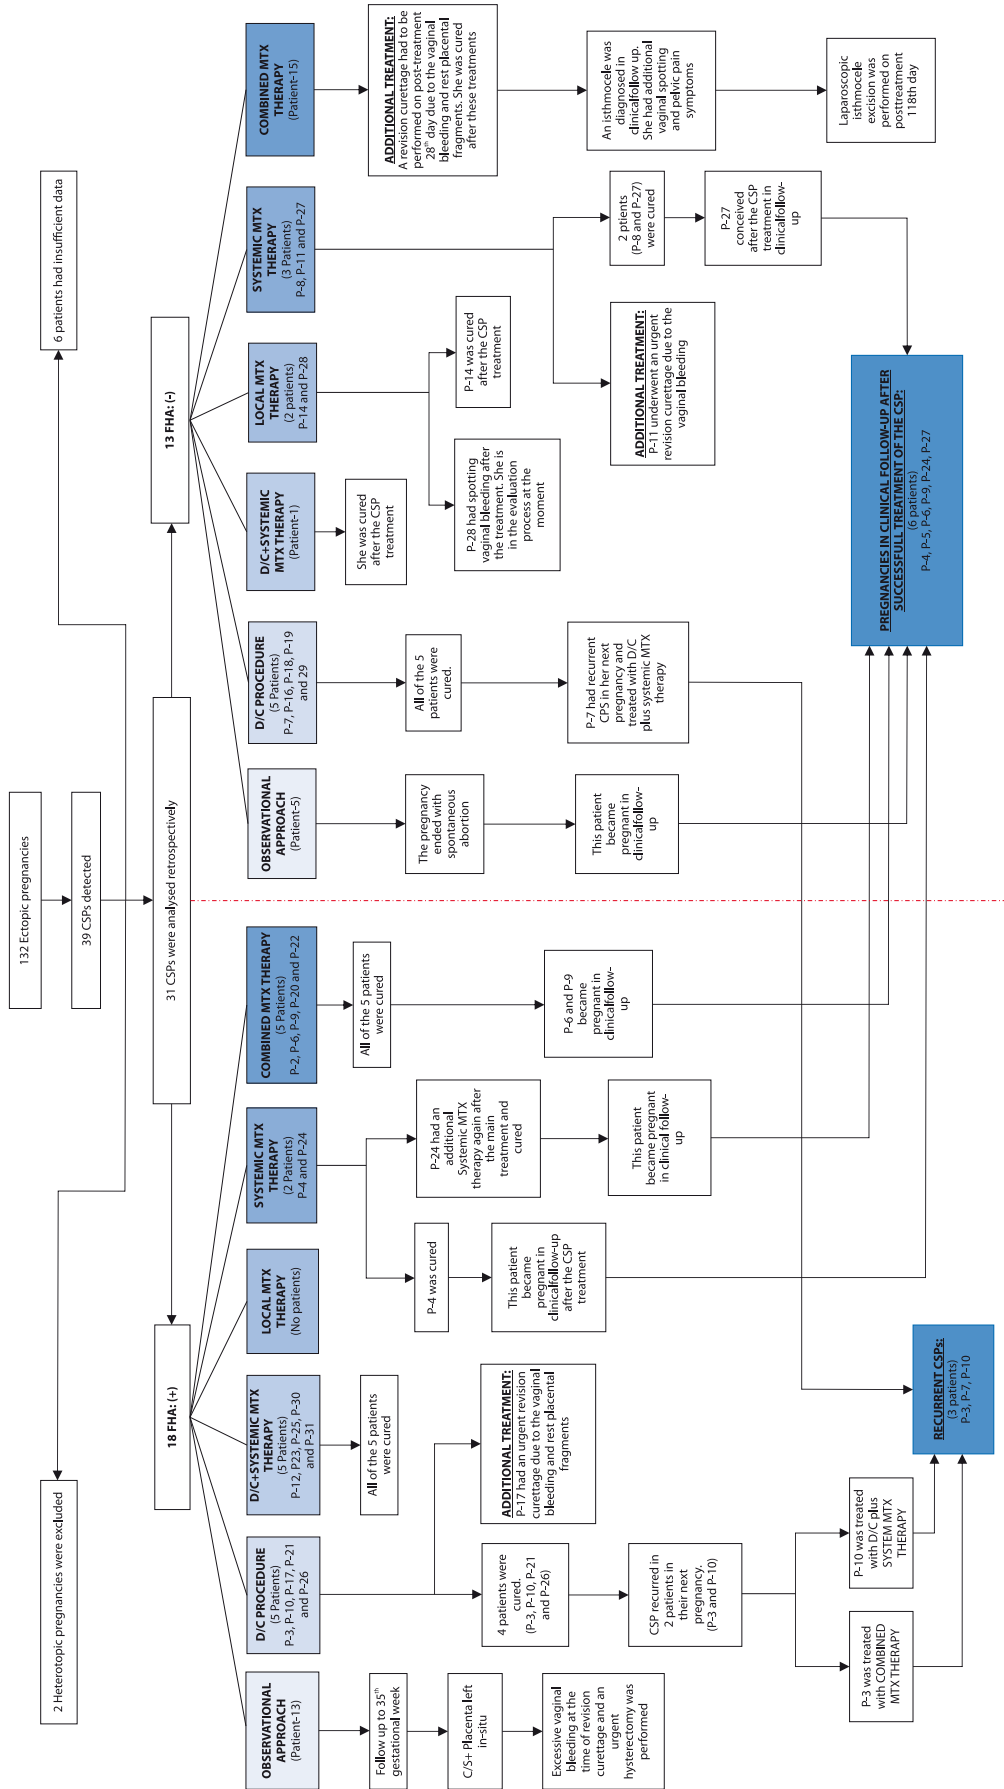 132 Ectopic pregnancies
39 CSPs detected
2 Heterotopic pregnancies were excluded
6 patients had insufficient data
31 CSPs were analysed retrospectively
18 FHA: (+)
13 FHA: (-)
OBSERVATIONAL
APPROACH
(Patient-13)
Follow up to 35th
gestational week
C/S+ Placenta left
in-situ
Excessive vaginal
bleeding at the
time of revision
curettage and an
urgent
hysterectomy was
performed
D/C PROCEDURE
(5 Patients)
P-3, P-10, P-17, P-21
and P-26
4 patients were
cured.
(P-3, P-10, P-21
and P-26)
CSP recurred in
2 patients in
their next
pregnancy.
(P-3 and P-10)
P-3 was treated
with COMBINED
MTX THERAPY
P-10 was treated
with D/C plus
SYSTEM MTX
THERAPY
ADDITIONAL TREATMENT:
P-17 had an urgent revision
curettage due to the vaginal
bleeding and rest placental
fragments
D/C+SYSTEMIC MTX
THERAPY
(5 Patients)
P-12, P23, P-25, P-30
and P-31
All of the 5 patients
were cured
LOCAL MTX
THERAPY
(No patients)
SYSTEMIC MTX
THERAPY
(2 Patients)
P-4 and P-24
P-4 was cured
This patient
became
pregnant in
clinicalfollow-up
after the CSP
treatment
P-24 had an
additional
Systemic MTX
therapy again after
the main
treatment and
cured
This patient
became pregnant
in clinical follow-
up
COMBINED MTX THERAPY
(5 Patients)
P-2, P-6, P-9, P-20 and P-22
All of the 5 patients
were cured
P-6 and P-9
became
pregnant in
clinicalfollow-
up
OBSERVATIONAL
APPROACH
(Patient-5)
The pregnancy
ended with
spontaneous
abortion
This patient
became
pregnant in
clinicalfollow-
up
D/C PROCEDURE
(5 Patients)
P-7, P-16, P-18, P-19
and 29
All of the 5
patients were
cured.
P-7 had recurrent
CPS in her next
pregnancy and
treated with D/C
plus systemic MTX
therapy
D/C+SYSTEMIC
MTX THERAPY
(Patient-1)
She was cured
after the CSP
treatment
LOCAL MTX
THERAPY
(2 patients)
P-14 and P-28
P-28 had spotting
vaginal bleeding after
the treatment. She is
in the evaluation
process at the
moment
P-14 was cured
after the CSP
treatment
SYSTEMIC MTX
THERAPY
(3 Patients)
P-8, P-11 and P-27
ADDITIONAL TREATMENT:
P-11 underwent an urgent
revision curettage due to the
vaginal bleeding
2 ptients
(P-8 and P-27)
were cured
P-27
conceived
after the CSP
treatment in
clinicalfollow-
up
COMBINED MTX
THERAPY
(Patient-15)
ADDITIONAL TREATMENT:
A revision curettage had to be
performed on post-treatment
28th day due to the vaginal
bleeding and rest placental
fragments. She was cured
after these treatments
An isthmocele was
diagnosed in
clinicalfollow up.
She had additional
vaginal spotting
and pelvic pain
symptoms
Laparoscopic
isthmocele
excision was
performed on
posttreatment
118th day
RECURRENT CSPs:
(3 patients)
P-3, P-7, P-10
PREGNANCIES IN CLINICAL FOLLOW-UP AFTER
SUCCESSFULL TREATMENT OF THE CSP:
(6 patients)
P-4, P-5, P-6, P-9, P-24, P-27